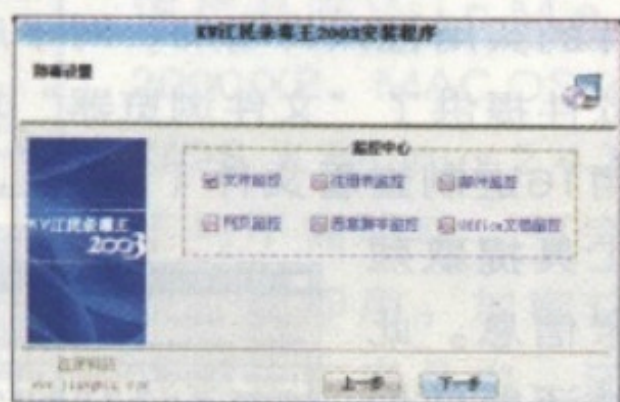 KV江民杀毒王2003安装程序
防毒设置
监控中心
文件监控 注册表监控 邮件监控
网页监控 恶意脚本监控 Office文档监控
KV江民杀毒王
2003
江民科技
上一步 下一步